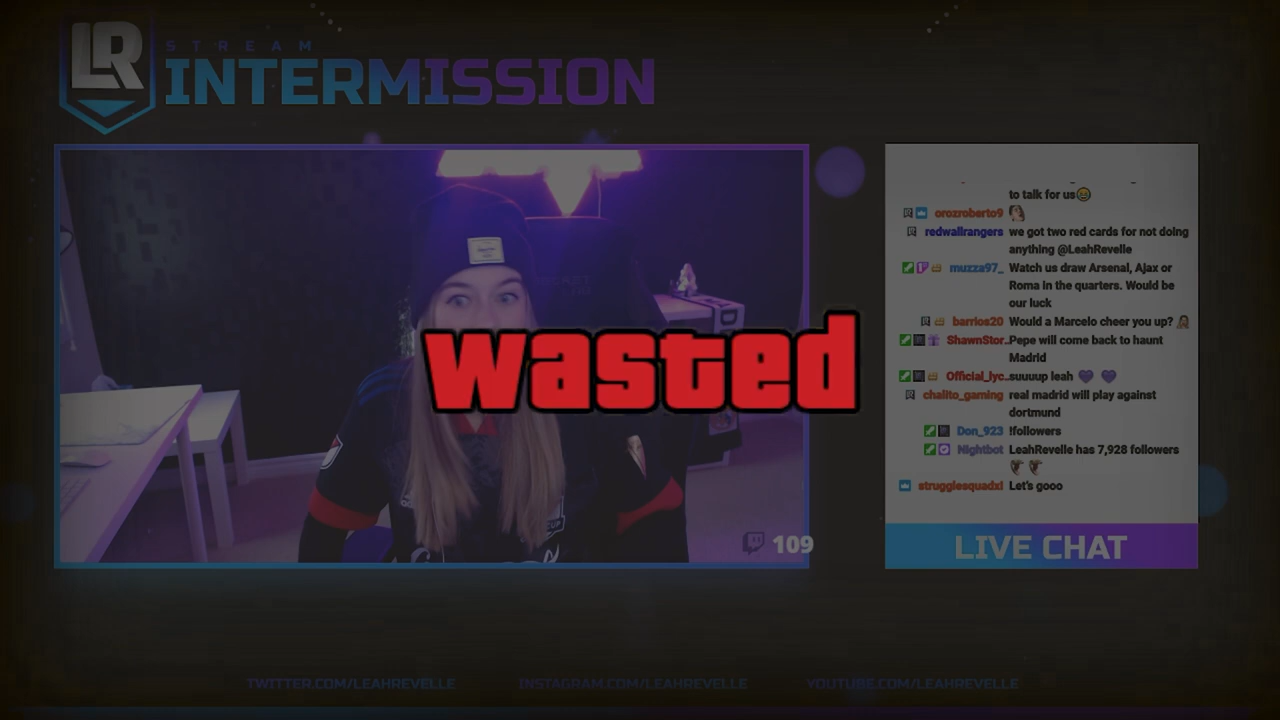 LR
STREAM
INTERMISSION
to talk for us
orozroberto9
redwallrangers we got two red cards for not doing
anything @LeahRevelle
muzza97_ Watch us draw Arsenal, Ajax or
Roma in the quarters. Would be
our luck
barrios20 Would a Marcelo cheer you up?
ShawnStor.. Pepe will come back to haunt
Madrid
Official_lyc.. suuuup leah
chalito_gaming real madrid will play against
dortmund
Don_923 !followers
Nightbot LeahRevelle has 7,928 followers
strugglesquadxl Let's gooo
wasted
109
LIVE CHAT
TWITTER.COM/LEAHREVELLE INSTAGRAM.COM/LEAHREVELLE YOUTUBE.COM/LEAHREVELLE